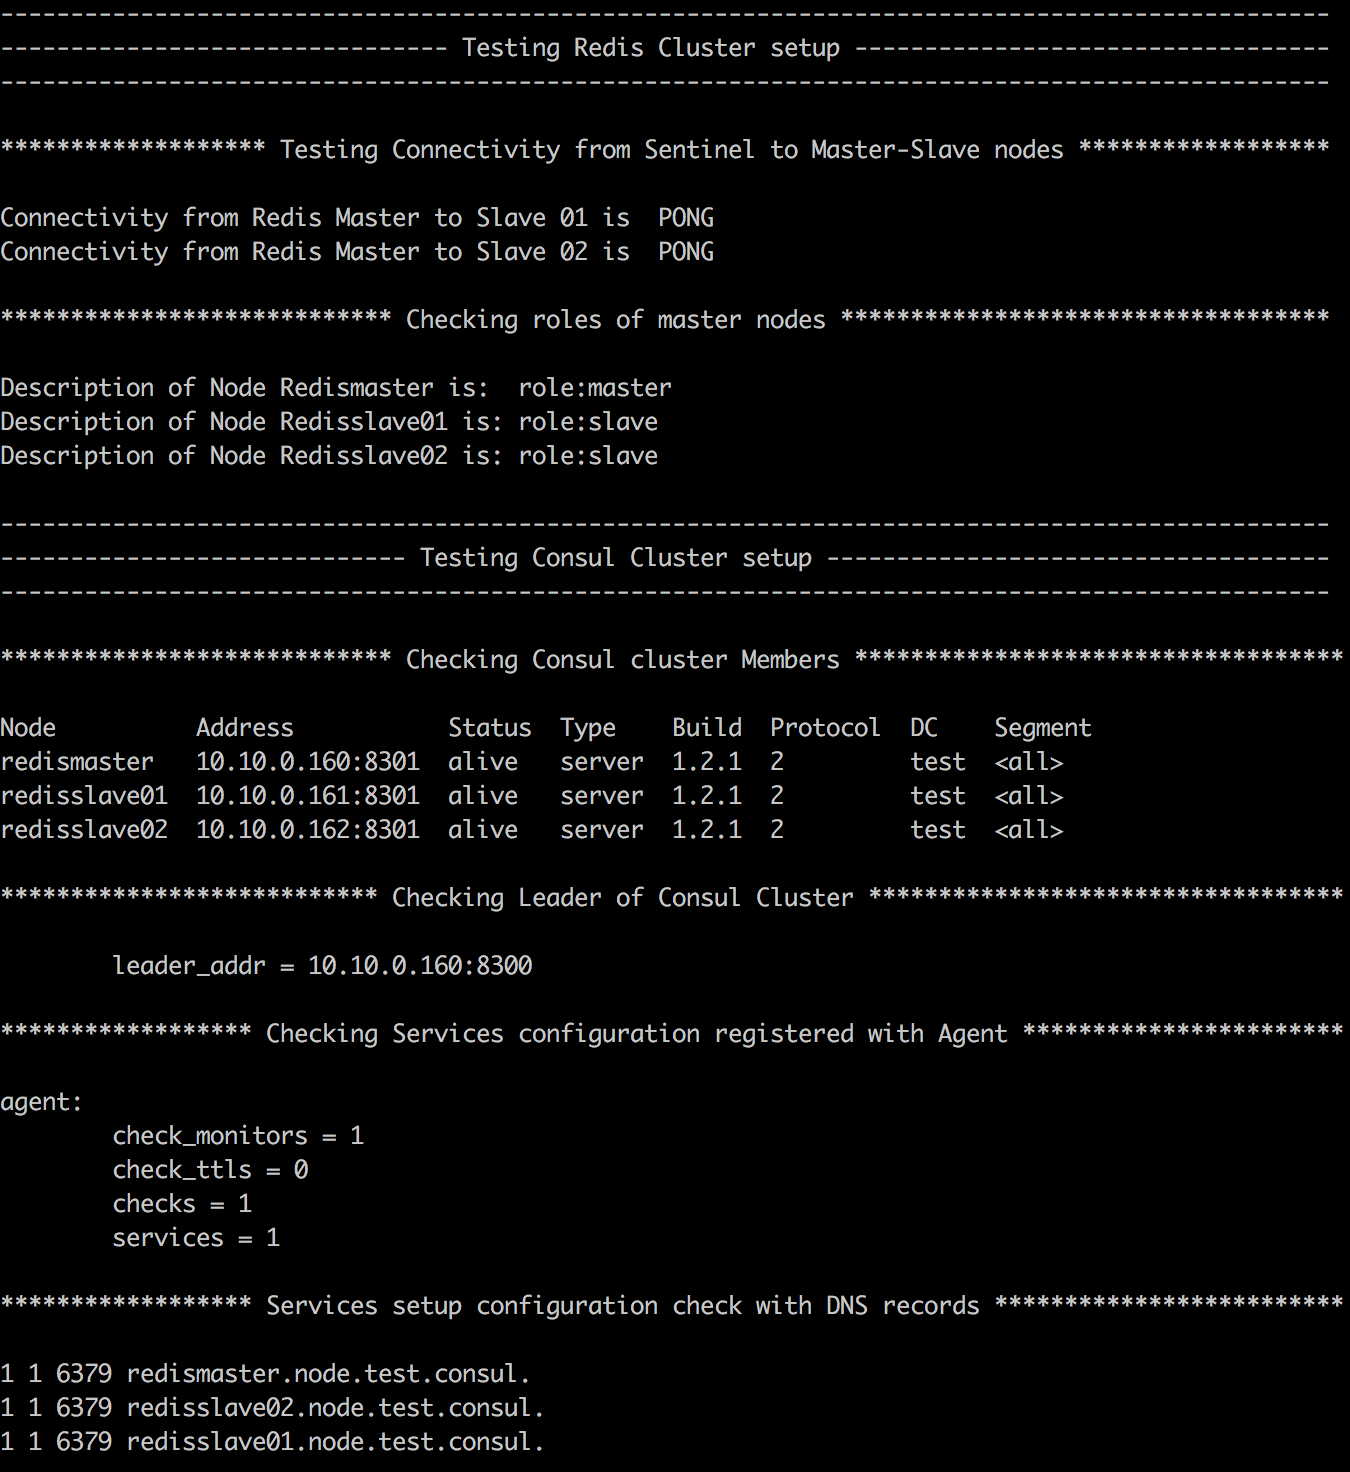 -----------------------------------------------------------------------------------------------
-------------------------------- Testing Redis Cluster setup ----------------------------------
-----------------------------------------------------------------------------------------------
******************* Testing Connectivity from Sentinel to Master-Slave nodes ******************
Connectivity from Redis Master to Slave 01 is  PONG
Connectivity from Redis Master to Slave 02 is  PONG
**************************** Checking roles of master nodes ***********************************
Description of Node Redismaster is:  role:master
Description of Node Redisslave01 is: role:slave
Description of Node Redisslave02 is: role:slave
-----------------------------------------------------------------------------------------------
----------------------------- Testing Consul Cluster setup ------------------------------------
-----------------------------------------------------------------------------------------------
**************************** Checking Consul cluster Members ***********************************
Node          Address           Status  Type    Build  Protocol  DC    Segment
redismaster   10.10.0.160:8301  alive   server  1.2.1  2         test  <all>
redisslave01  10.10.0.161:8301  alive   server  1.2.1  2         test  <all>
redisslave02  10.10.0.162:8301  alive   server  1.2.1  2         test  <all>
*************************** Checking Leader of Consul Cluster **********************************
        leader_addr = 10.10.0.160:8300
****************** Checking Services configuration registered with Agent ***********************
agent:
        check_monitors = 1
        check_ttls = 0
        checks = 1
        services = 1
****************** Services setup configuration check with DNS records *************************
1 1 6379 redismaster.node.test.consul.
1 1 6379 redisslave02.node.test.consul.
1 1 6379 redisslave01.node.test.consul.